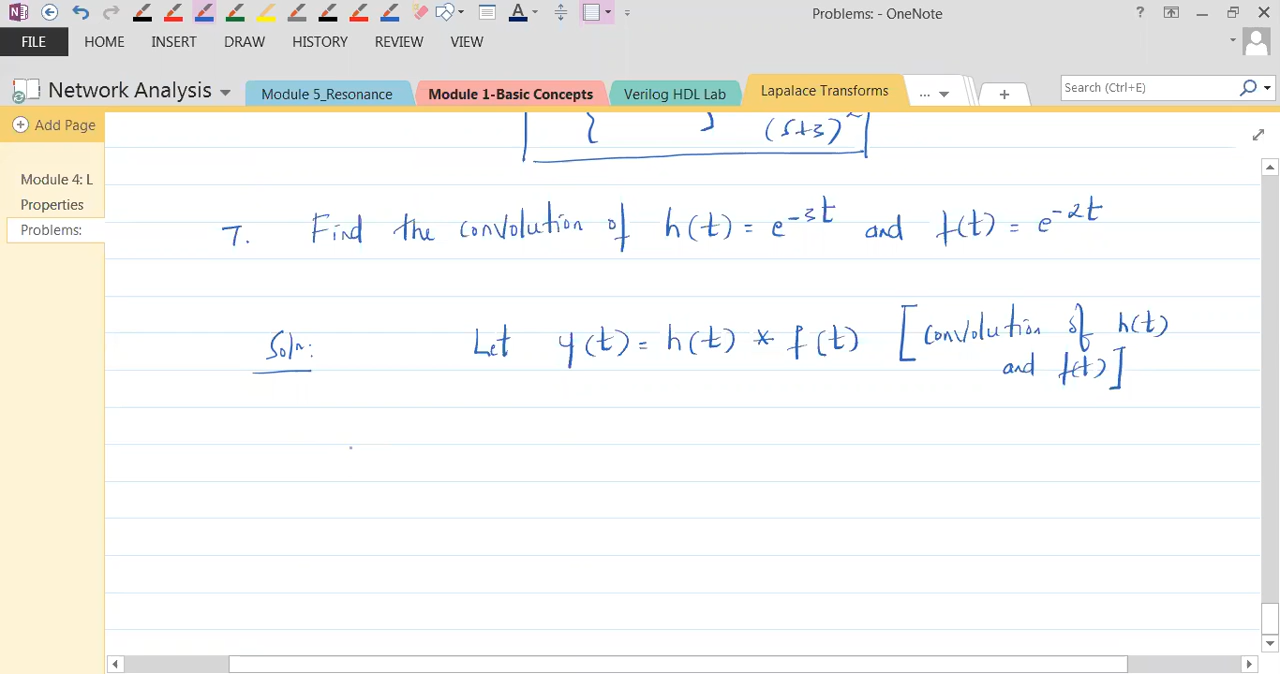 Problems: - OneNote
FILE HOME INSERT DRAW HISTORY REVIEW VIEW
Network Analysis Module 5_Resonance Module 1-Basic Concepts Verilog HDL Lab Lapalace Transforms ... + Search (Ctrl+E)
Add Page
Module 4: L
Properties
Problems:
(s+3)²
7. Find the convolution of h(t) = e^-3t and f(t) = e^-2t
Soln: Let y(t) = h(t) * f(t) [convolution of h(t)
and f(t)]